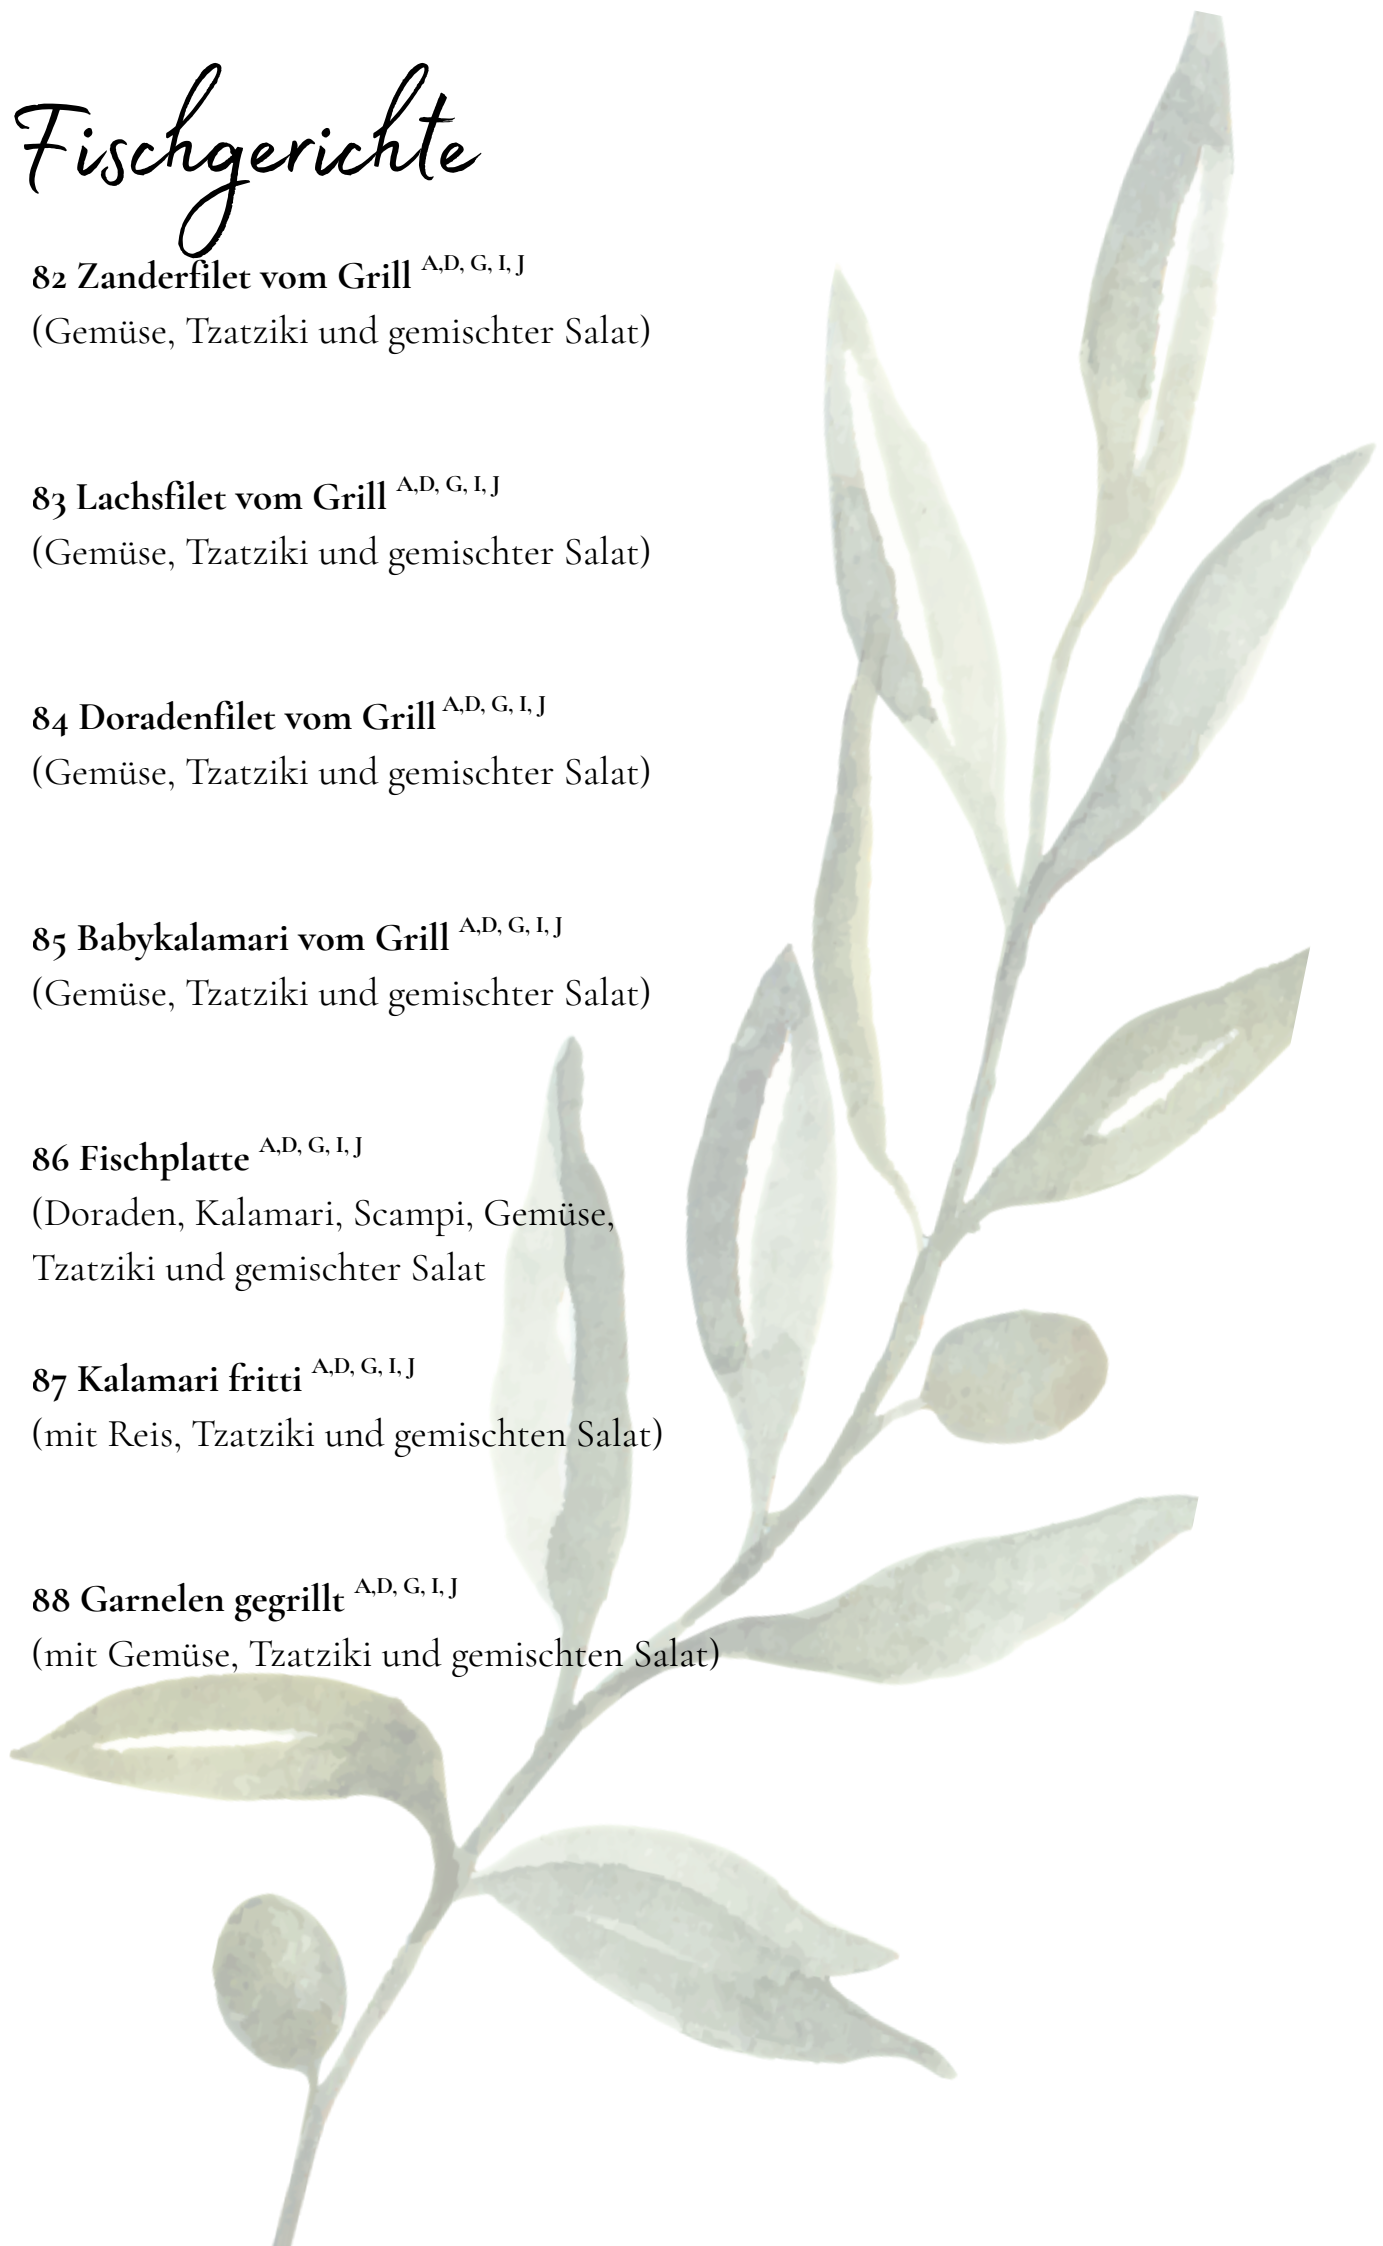 Fischgerichte
82 Zanderfilet vom Grill A,D, G, I, J
(Gemüse, Tzatziki und gemischter Salat)
83 Lachsfilet vom Grill A,D, G, I, J
(Gemüse, Tzatziki und gemischter Salat)
84 Doradenfilet vom Grill A,D, G, I, J
(Gemüse, Tzatziki und gemischter Salat)
85 Babykalamari vom Grill A,D, G, I, J
(Gemüse, Tzatziki und gemischter Salat)
86 Fischplatte A,D, G, I, J
(Doraden, Kalamari, Scampi, Gemüse,
Tzatziki und gemischter Salat
87 Kalamari fritti A,D, G, I, J
(mit Reis, Tzatziki und gemischten Salat)
88 Garnelen gegrillt A,D, G, I, J
(mit Gemüse, Tzatziki und gemischten Salat)